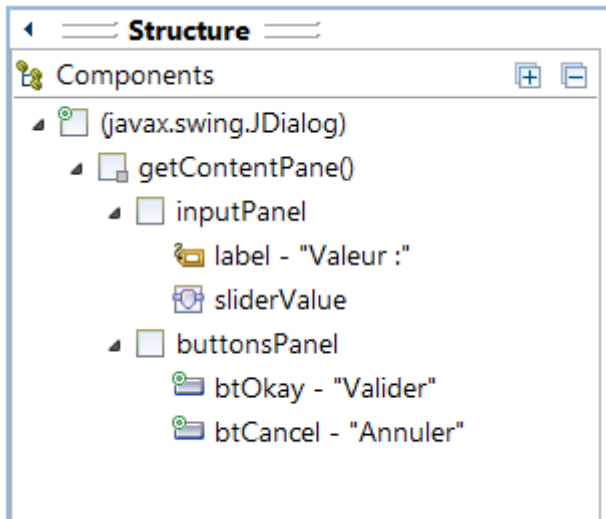 Structure
Components
(javax.swing.JDialog)
getContentPane()
inputPanel
label - "Valeur :"
sliderValue
buttonsPanel
btOkay - "Valider"
btCancel - "Annuler"